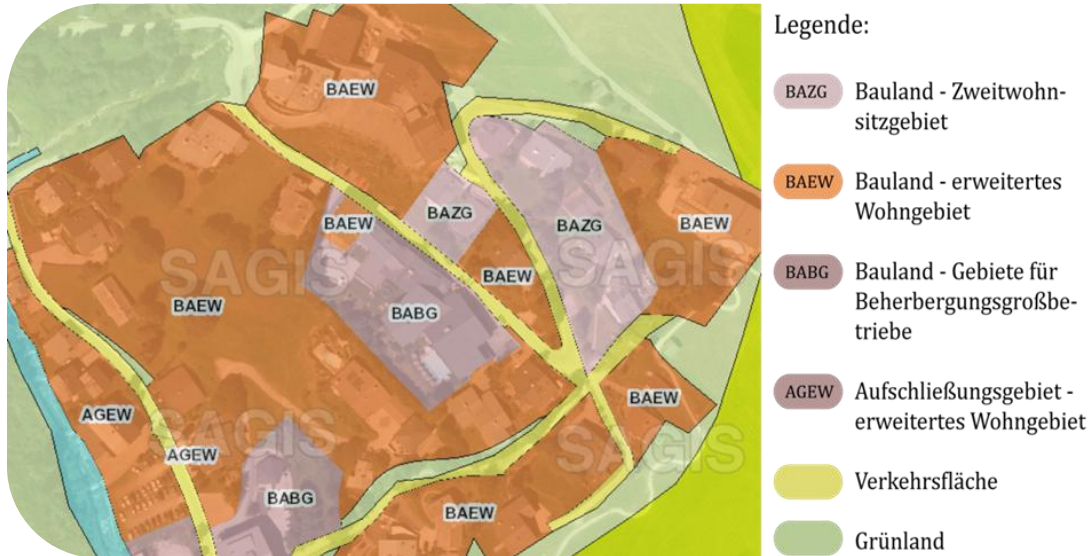 Legende:
BAZG
Bauland - Zweitwohn-
sitzgebiet
BAEW
Bauland - erweitertes
Wohngebiet
BABG
Bauland - Gebiete für
Beherbergungsgroßbe-
triebe
AGEW
Aufschließungsgebiet -
erweitertes Wohngebiet
Verkehrsfläche
Grünland
BAEW
BAEW
BAZG
BAZG
BAEW
SAGIS
SAGIS
BAEW
BAEW
BABG
BAEW
AGEW
SAGIS
SAGIS
AGEW
BABG
BAEW